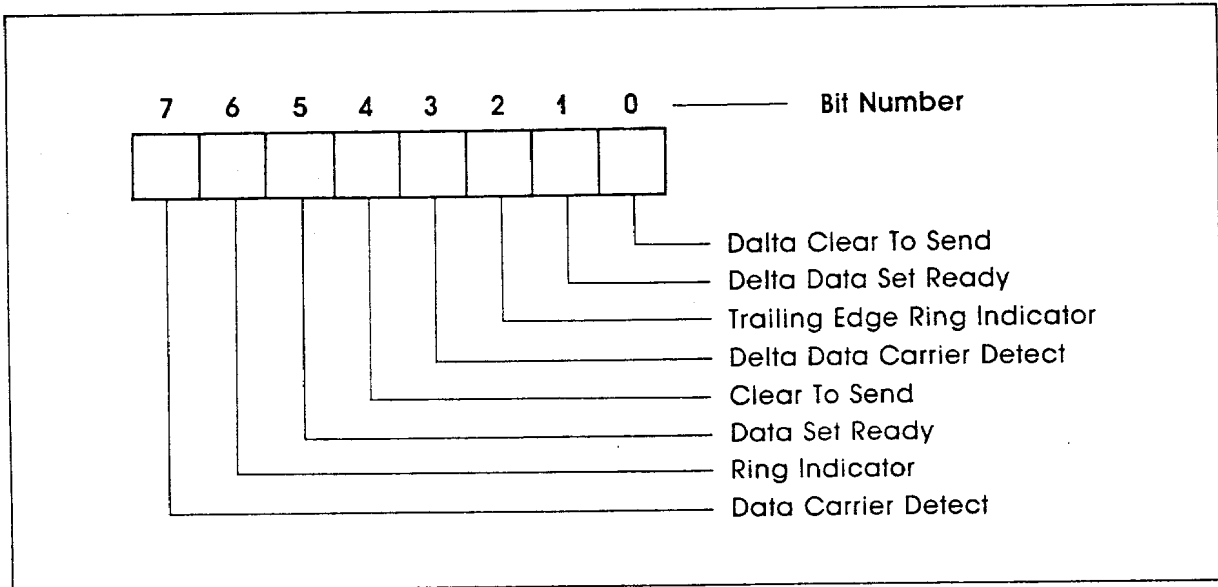 7 6 5 4 3 2 1 0 Bit Number
Dalta Clear To Send
Delta Data Set Ready
Trailing Edge Ring Indicator
Delta Data Carrier Detect
Clear To Send
Data Set Ready
Ring Indicator
Data Carrier Detect